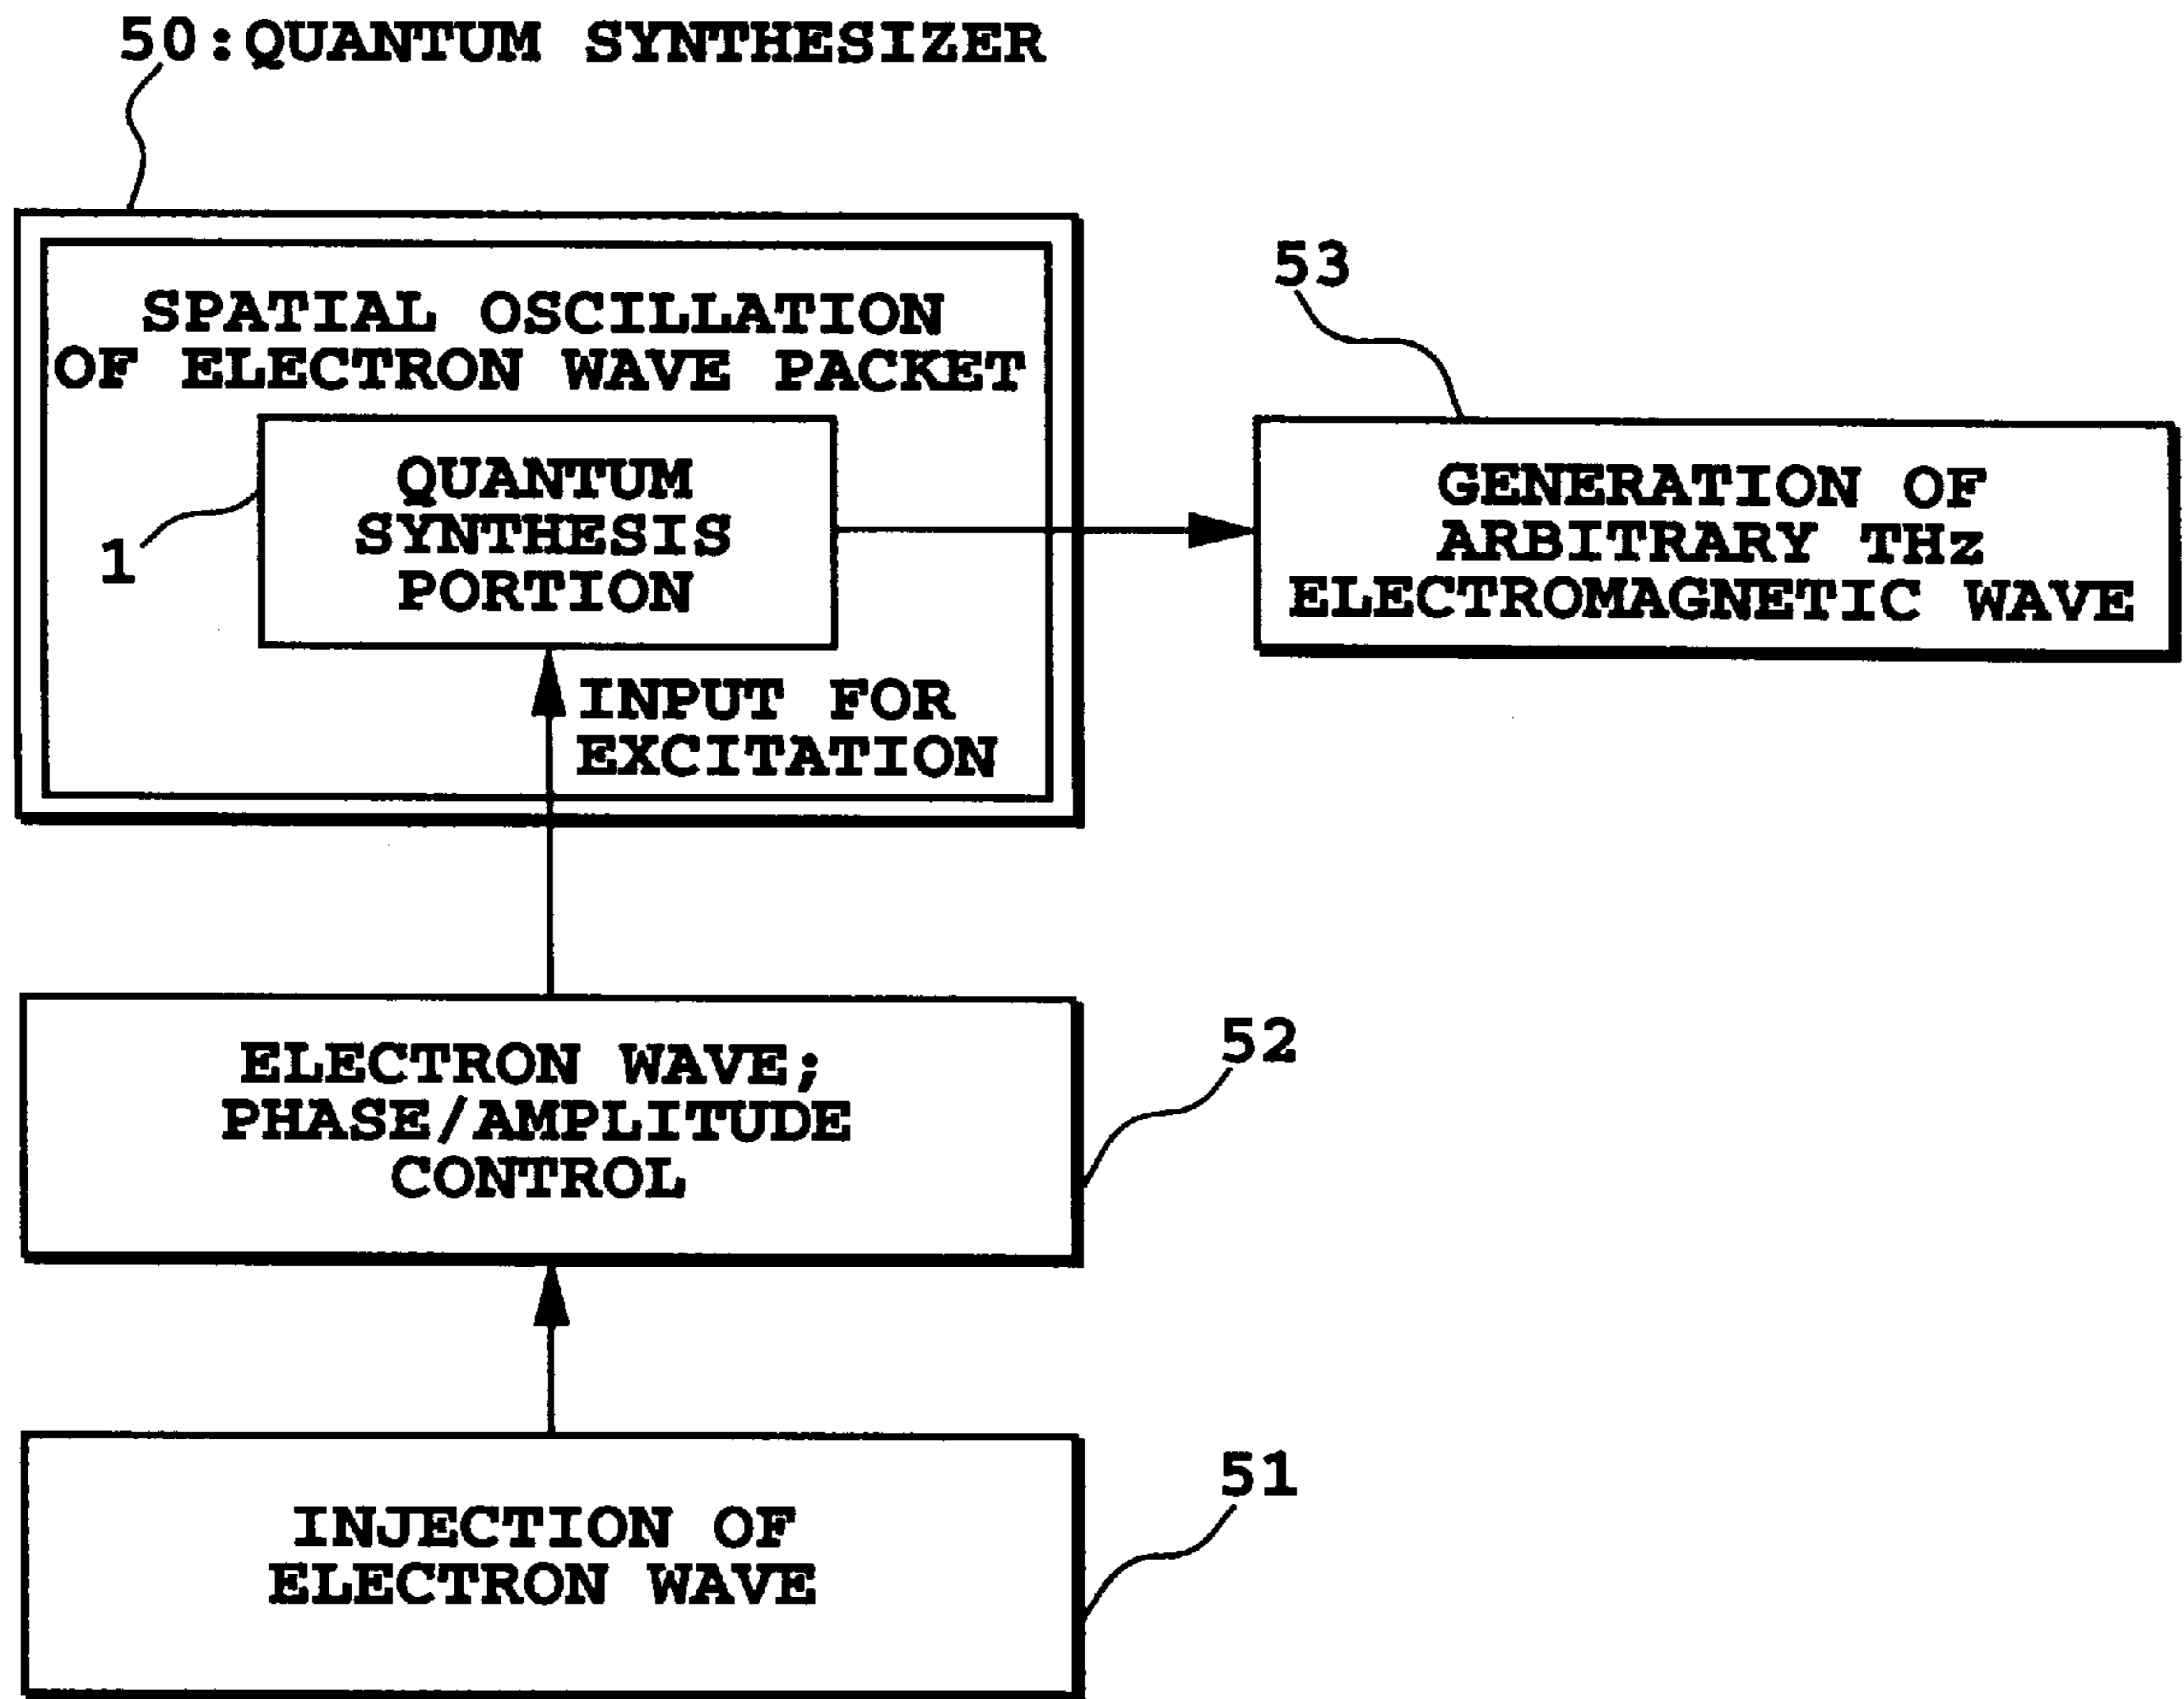 50:QUANTUM SYNTHESIZER
SPATIAL OSCILLATION
OF ELECTRON WAVE PACKET
QUANTUM
SYNTHESIS
PORTION
1
INPUT FOR
EXCITATION
53
GENERATION OF
ARBITRARY THz
ELECTROMAGNETIC WAVE
52
ELECTRON WAVE;
PHASE/AMPLITUDE
CONTROL
51
INJECTION OF
ELECTRON WAVE